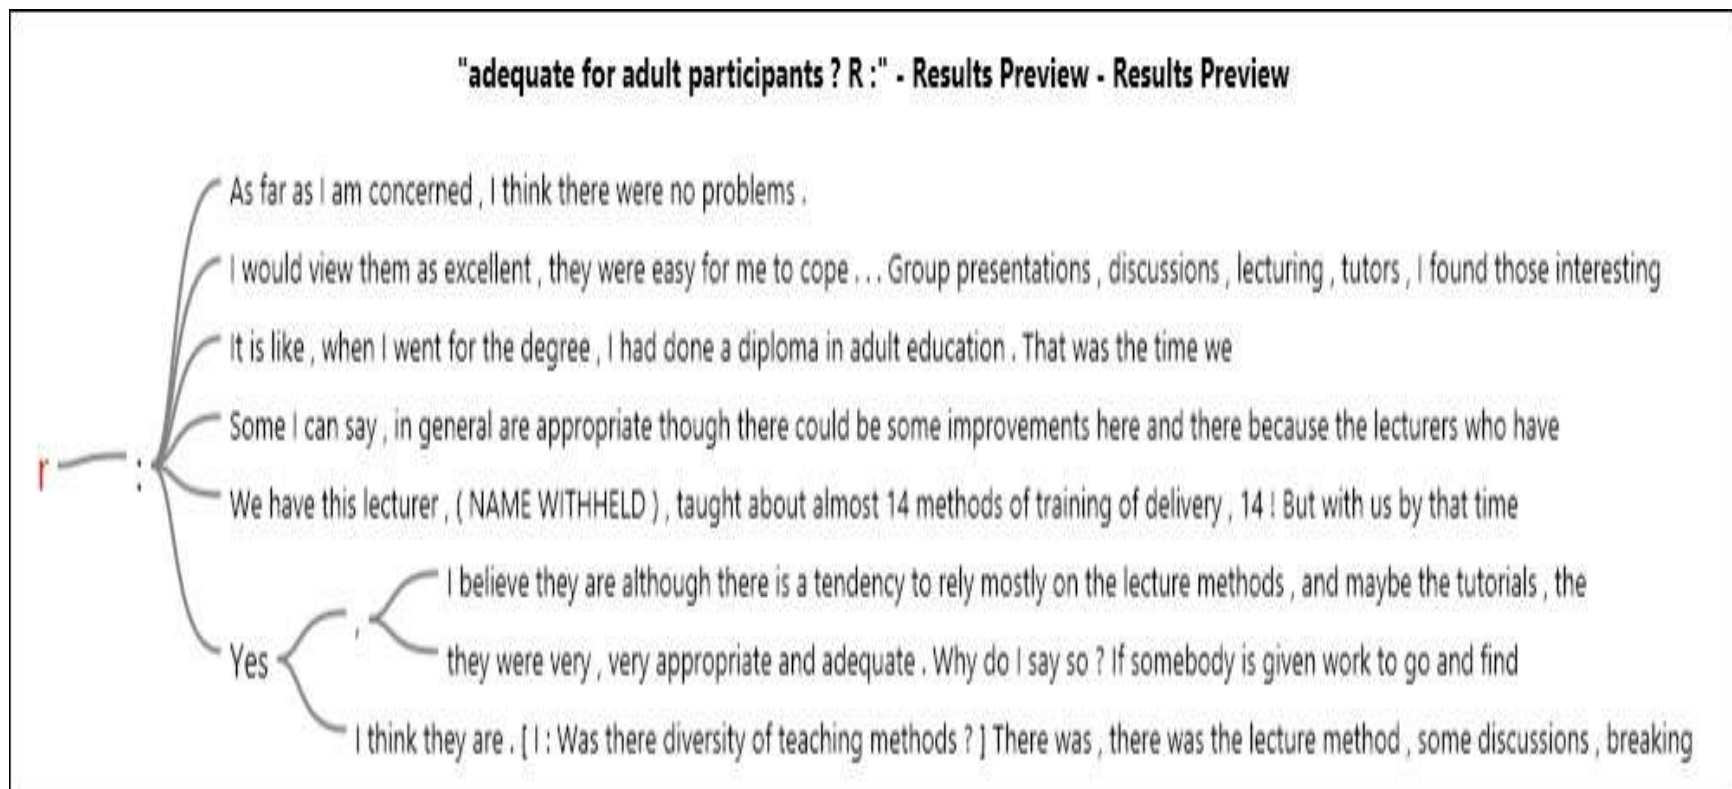 "adequate for adult participants ? R :" - Results Preview - Results Preview
As far as I am concerned , I think there were no problems .
I would view them as excellent , they were easy for me to cope . . . Group presentations , discussions , lecturing , tutors , I found those interesting
It is like , when I went for the degree , I had done a diploma in adult education . That was the time we
Some I can say , in general are appropriate though there could be some improvements here and there because the lecturers who have
r :
We have this lecturer , ( NAME WITHHELD ) , taught about almost 14 methods of training of delivery , 14 ! But with us by that time
I believe they are although there is a tendency to rely mostly on the lecture methods , and maybe the tutorials , the
Yes , they were very , very appropriate and adequate . Why do I say so ? If somebody is given work to go and find
I think they are . [ I : Was there diversity of teaching methods ? ] There was , there was the lecture method , some discussions , breaking